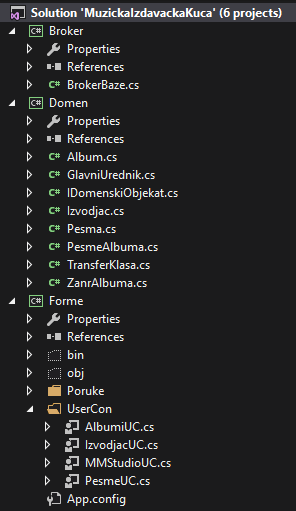 Solution 'MuzickaIzdavackaKuca' (6 projects)
C# Broker
Properties
References
C# BrokerBaze.cs
C# Domen
Properties
References
C# Album.cs
C# GlavniUrednik.cs
C# IDomenskiObjekat.cs
C# Izvodjac.cs
C# Pesma.cs
C# PesmeAlbuma.cs
C# TransferKlasa.cs
C# ZanrAlbuma.cs
C# Forme
Properties
References
bin
obj
Poruke
UserCon
AlbumiUC.cs
IzvodjacUC.cs
MMStudioUC.cs
PesmeUC.cs
App.config